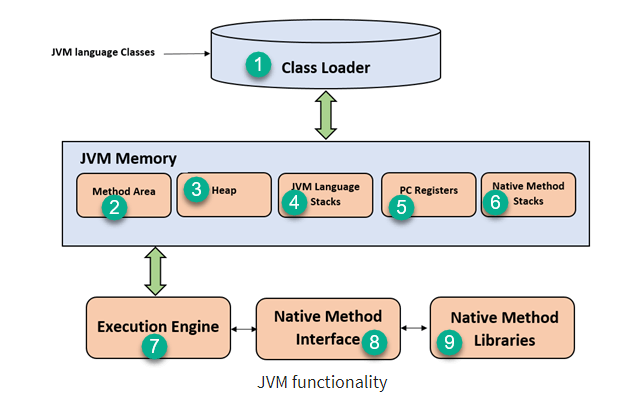 JVM language Classes
1
Class Loader
JVM Memory
Method Area
2
3
Heap
JVM Language
Stacks
4
PC Registers
5
Native Method
Stacks
6
Execution Engine
7
Native Method
Interface
8
Native Method
Libraries
9
JVM functionality